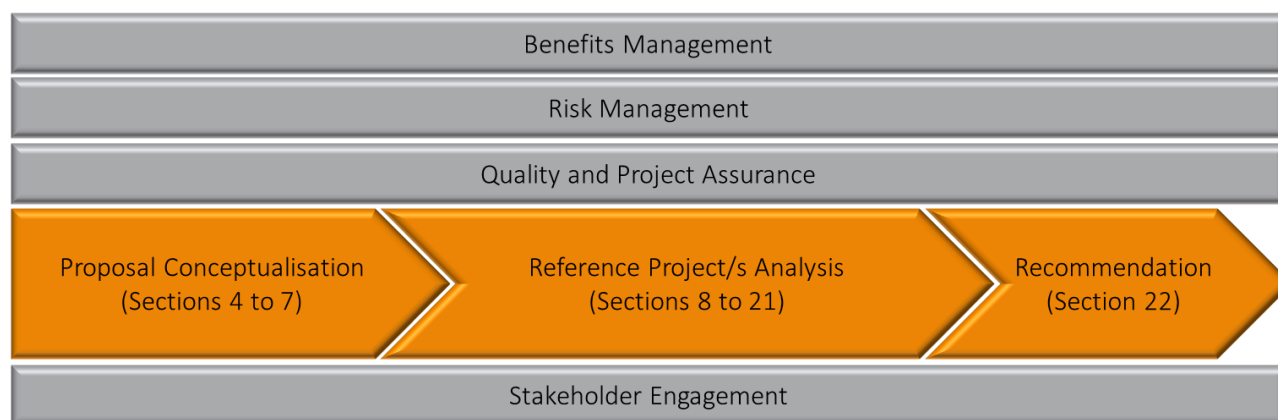 Benefits Management
Risk Management
Quality and Project Assurance
Proposal Conceptualisation
(Sections 4 to 7)
Reference Project/s Analysis
(Sections 8 to 21)
Recommendation
(Section 22)
Stakeholder Engagement